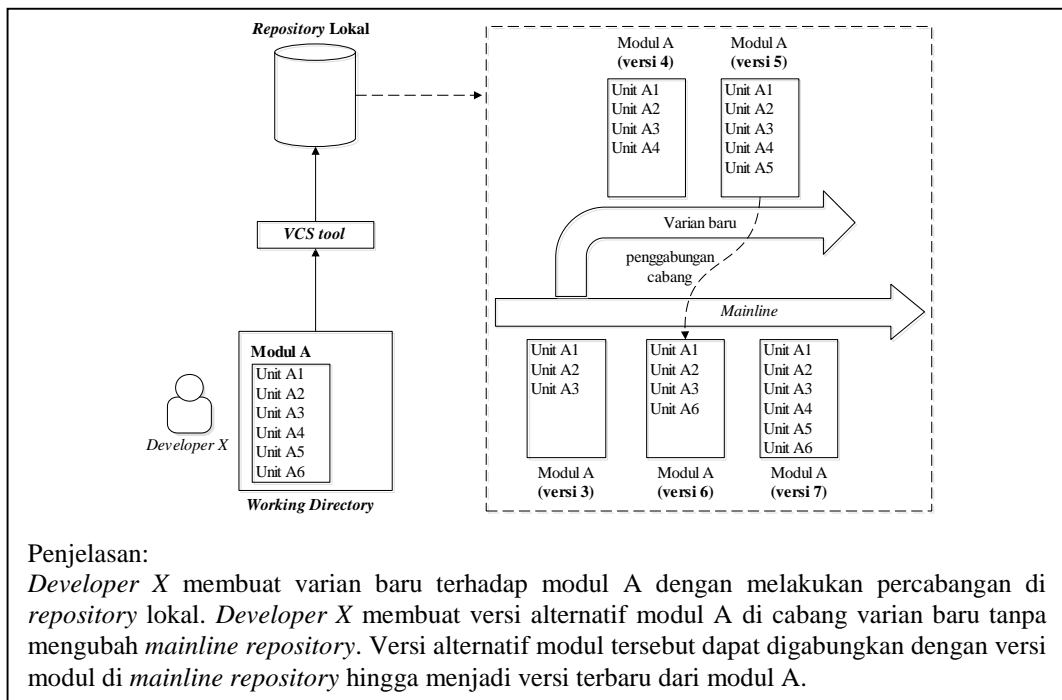 Repository Lokal
VCS tool
Modul A
Unit A1
Unit A2
Unit A3
Unit A4
Unit A5
Unit A6
Developer X
Working Directory
Modul A
(versi 4)
Unit A1
Unit A2
Unit A3
Unit A4
Modul A
(versi 5)
Unit A1
Unit A2
Unit A3
Unit A4
Unit A5
Varian baru
penggabungan
cabang
Mainline
Unit A1
Unit A2
Unit A3
Modul A
(versi 3)
Unit A1
Unit A2
Unit A3
Unit A6
Modul A
(versi 6)
Unit A1
Unit A2
Unit A3
Unit A4
Unit A5
Unit A6
Modul A
(versi 7)
Penjelasan:
Developer X membuat varian baru terhadap modul A dengan melakukan percabangan di
repository lokal. Developer X membuat versi alternatif modul A di cabang varian baru tanpa
mengubah mainline repository. Versi alternatif modul tersebut dapat digabungkan dengan versi
modul di mainline repository hingga menjadi versi terbaru dari modul A.